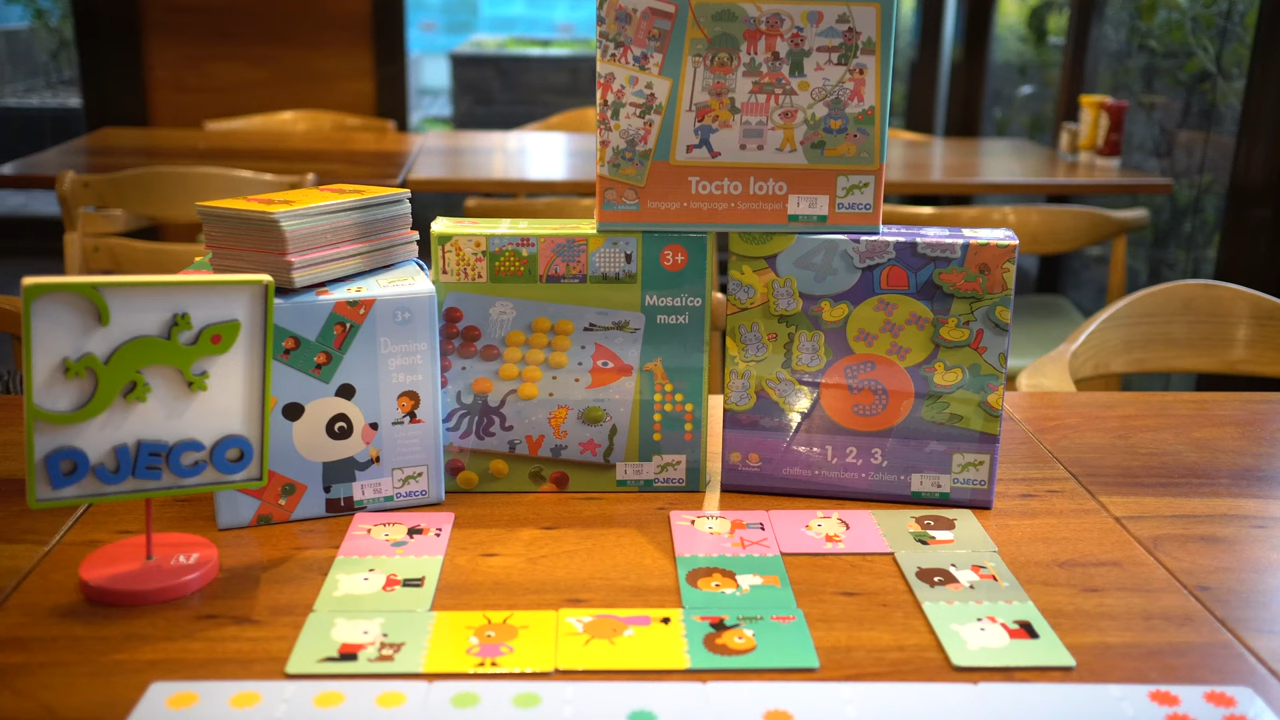 Tocto loto
langage • language • Sprachspiel
DJECO
3+
Mosaïco
maxi
DJECO
3+
Domino
géant
28 pcs
DJECO
DJECO
4
5
1, 2, 3,
chiffres • numbers • Zahlen •
DJECO